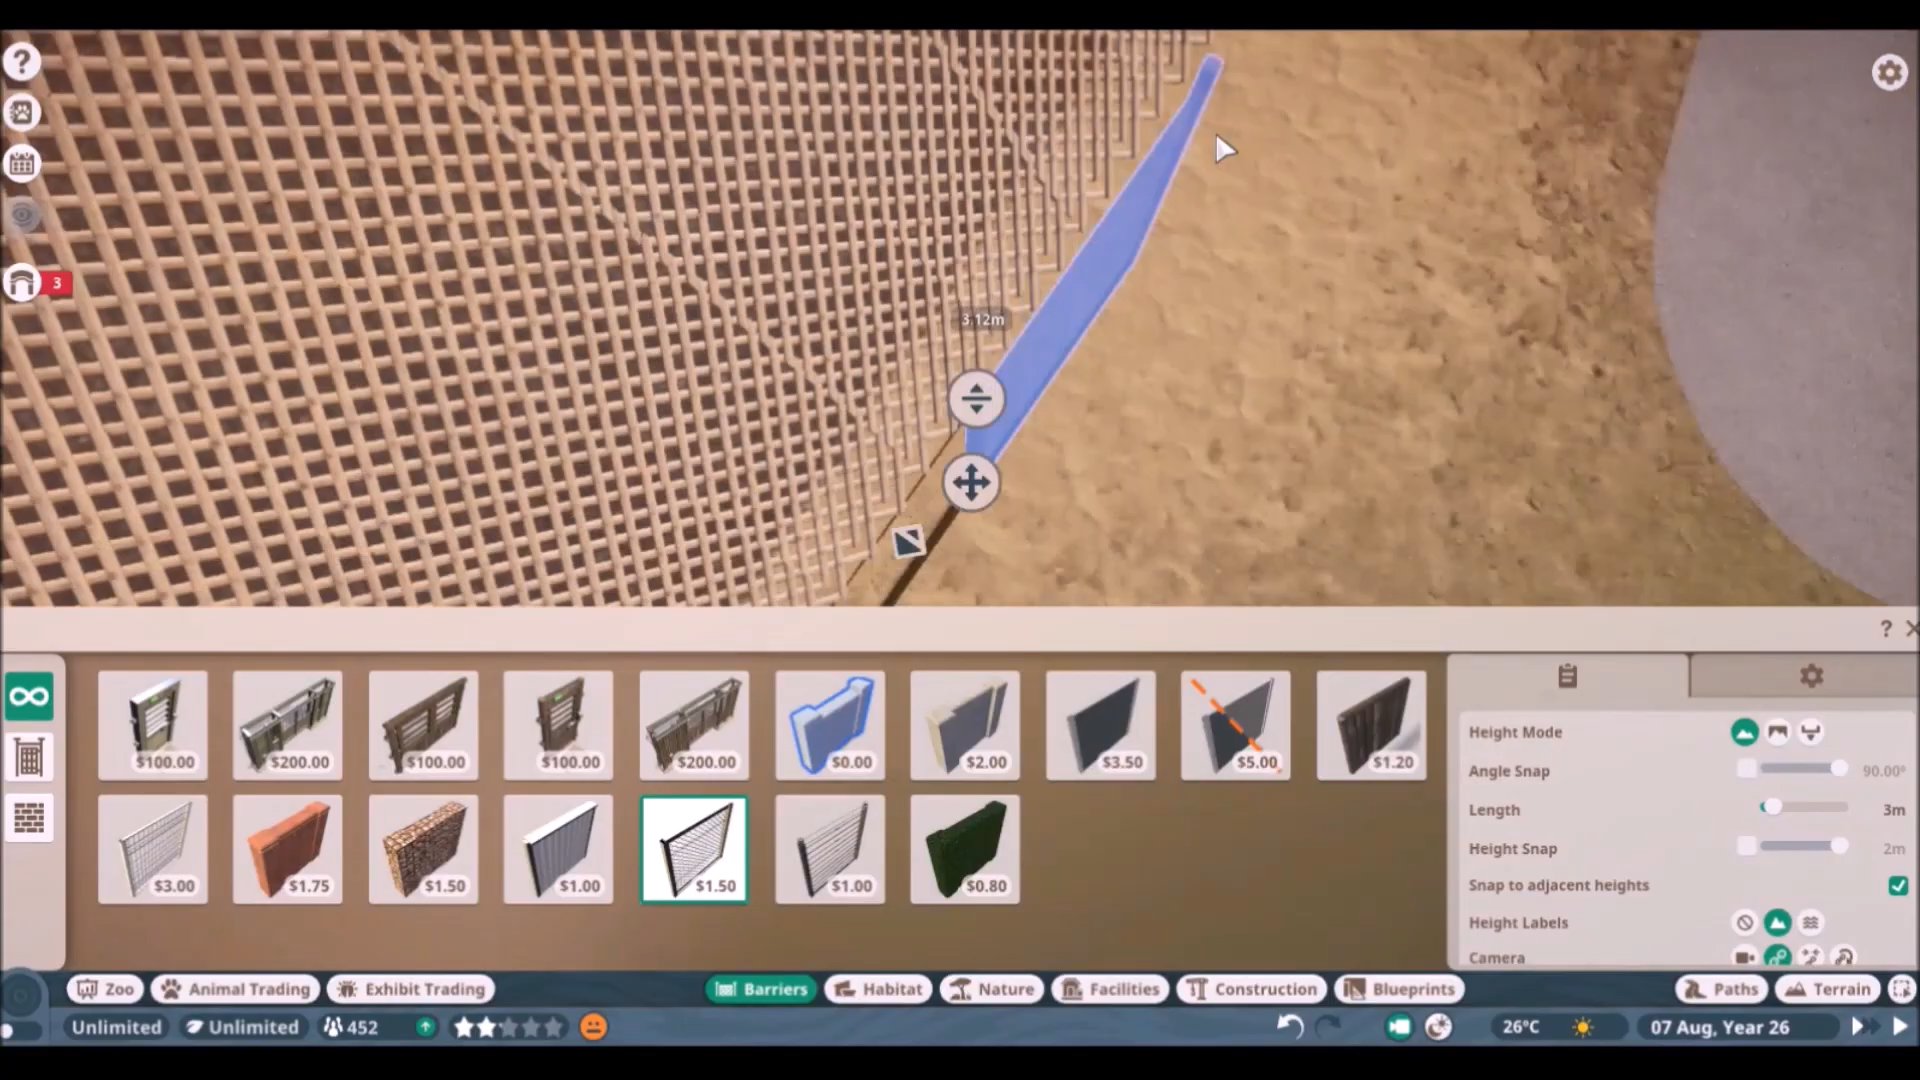 ?
3
3.12m
? X
$100.00 $200.00 $100.00 $100.00 $200.00 $0.00 $2.00 $3.50 $5.00 $1.20
$3.00 $1.75 $1.50 $1.00 $1.50 $1.00 $0.80
Height Mode
Angle Snap 90.00°
Length 3m
Height Snap 2m
Snap to adjacent heights
Height Labels
Camera
Zoo Animal Trading Exhibit Trading Barriers Habitat Nature Facilities Construction Blueprints Paths Terrain
Unlimited Unlimited 452 26°C 07 Aug, Year 26